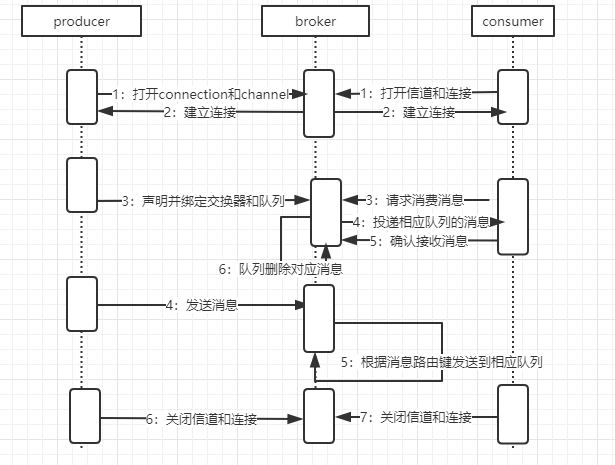 producer
broker
consumer
1：打开connection和channel
1：打开信道和连接
2：建立连接
2：建立连接
3：声明并绑定交换器和队列
3：请求消费消息
4：投递相应队列的消息
5：确认接收消息
6：队列删除对应消息
4：发送消息
5：根据消息路由键发送到相应队列
6：关闭信道和连接
7：关闭信道和连接